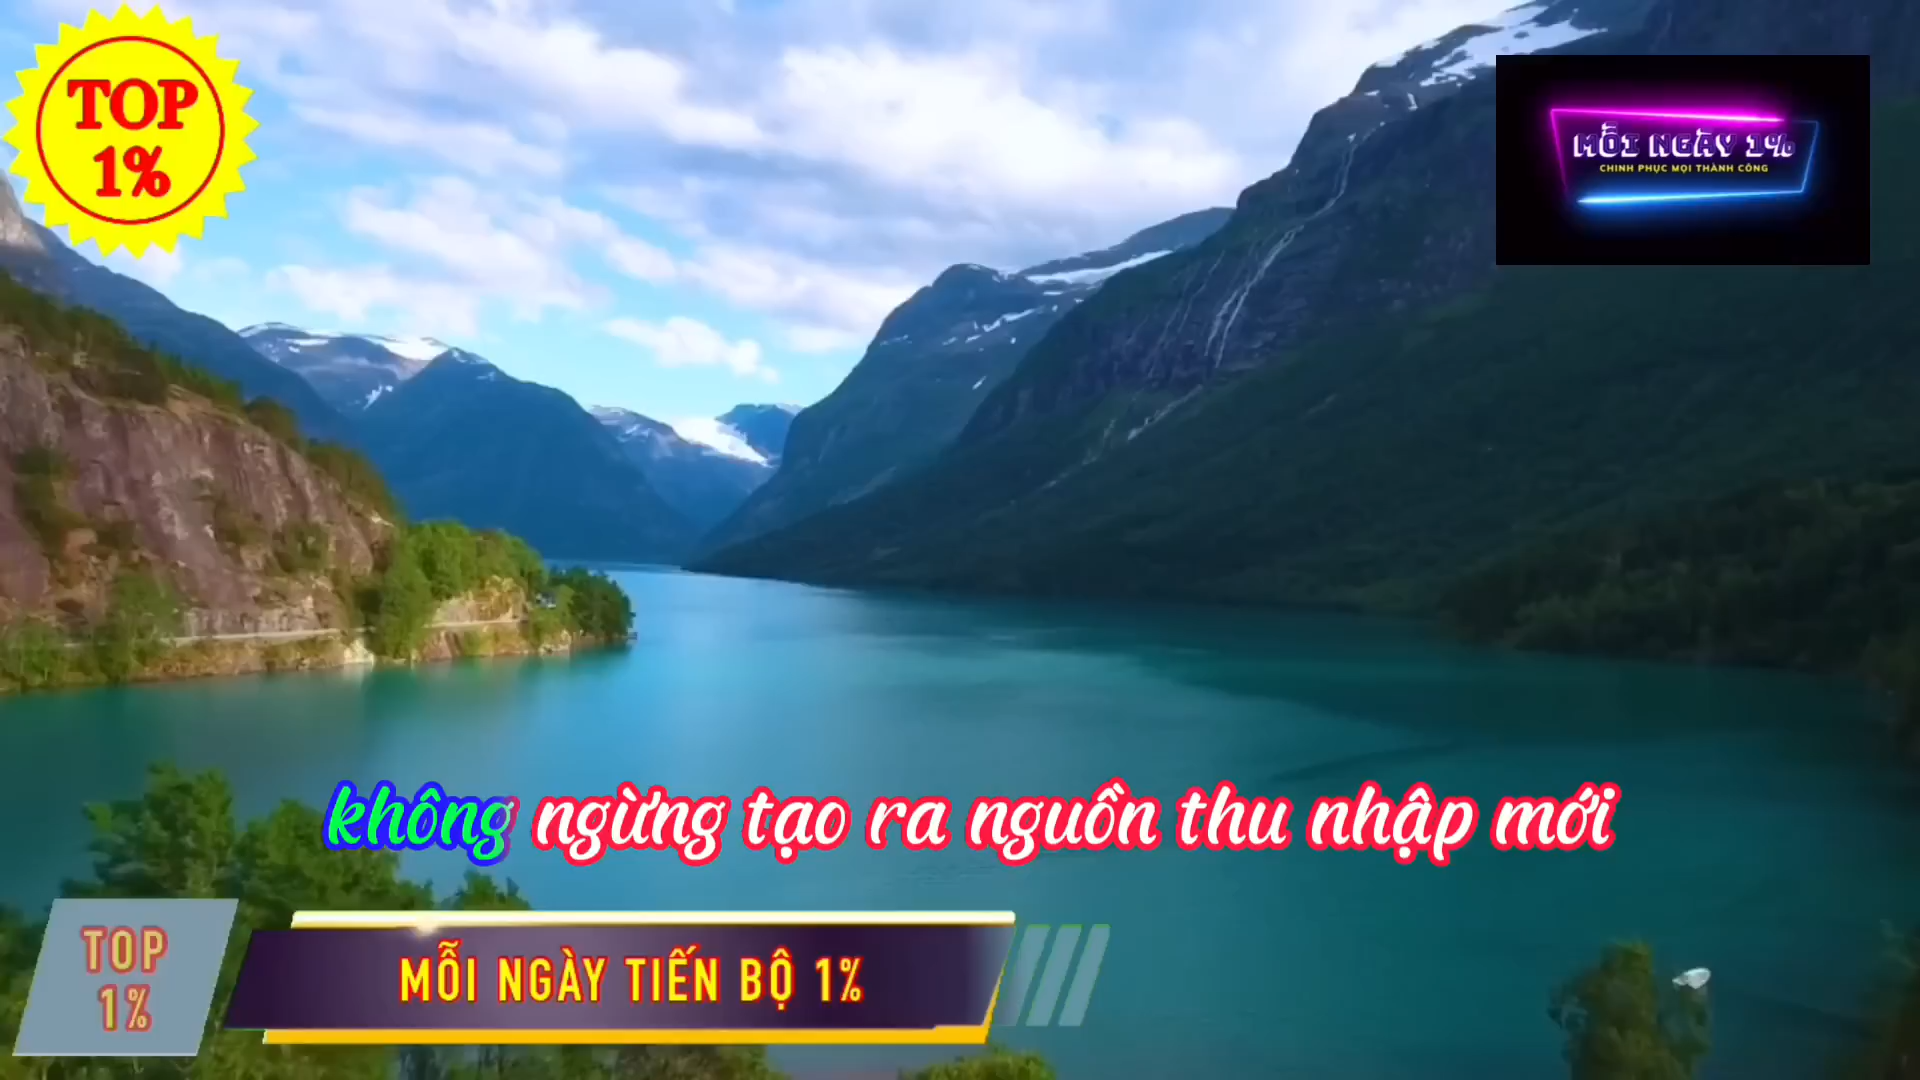 TOP
1%
MỖI NGÀY 1%
CHINH PHỤC MỌI THÀNH CÔNG
không ngừng tạo ra nguồn thu nhập mới
TOP
1%
MỖI NGÀY TIẾN BỘ 1%